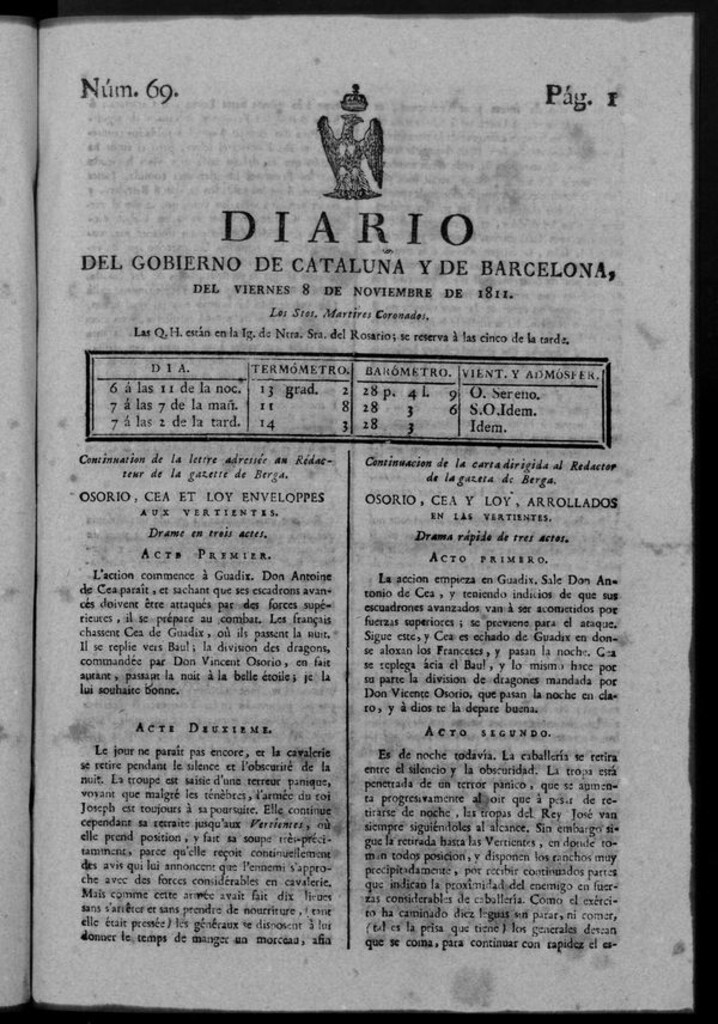 Núm. 69.
Pág. 1
DIARIO
DEL GOBIERNO DE CATALUÑA Y DE BARCELONA,
DEL VIERNES 8 DE NOVIEMBRE DE 1811.
Los Stos. Martires Coronados.
Las Q. H. están en la Ig. de Ntra. Sra. del Rosario; se reserva à las cinco de la tarde.
DIA. TERMÓMETRO. BARÓMETRO. VIENT. Y ADMÓSFER.
6 á las 11 de la noc. 13 grad. 2 28 p. 4 l. 9 O. Sereno.
7 á las 7 de la mañ. 11 8 28 3 6 S.O.Idem.
7 á las 2 de la tard. 14 3 28 3 Idem.
Continuation de la lettre adressée au Rédac-
teur de la gazette de Berga.
OSORIO, CEA ET LOY ENVELOPPES
AUX VERTIENTES.
Drame en trois actes.
ACTE PREMIER.
L'action commence à Guadix. Don Antoine
de Cea paraît, et sachant que ses escadrons avan-
cés doivent être attaqués par des forces supé-
rieures, il se prépare au combat. Les français
chassent Cea de Guadix, où ils passent la nuit.
Il se replie vers Baul; la division des dragons,
commandée par Don Vincent Osorio, en fait
autant, passant la nuit à la belle étoile; je la
lui souhaite bonne.
ACTE DEUXIEME.
Le jour ne paraît pas encore, et la cavalerie
se retire pendant le silence et l'obscurité de la
nuit. La troupe est saisie d'une terreur panique,
voyant que malgré les ténèbres, l'armée du roi
Joseph est toujours à sa poursuite. Elle continue
cependant sa retraite jusqu'aux Vertientes, où
elle prend position, y fait sa soupe très-préci-
tamment, parce qu'elle reçoit continuellement
des avis qui lui annoncent que l'ennemi s'appro-
che avec des forces considérables en cavalerie.
Mais comme cette armée avait fait dix lieues
sans s'arrêter et sans prendre de nourriture, (tant
elle était pressée) les généraux se disposent à lui
donner le temps de manger un morceau, afin
Continuacion de la carta dirigida al Redactor
de la gazeta de Berga.
OSORIO, CEA Y LOY, ARROLLADOS
EN LAS VERTIENTES.
Drama rápido de tres actos.
ACTO PRIMERO.
La accion empieza en Guadix. Sale Don An-
tonio de Cea, y teniendo indicios de que sus
escuadrones avanzados van à ser acometidos por
fuerzas superiores; se previene para el ataque.
Sigue este, y Cea es echado de Guadix en don-
se aloxan los Franceses, y pasan la noche. Cea
se replega ácia el Baul, y lo mismo hace por
su parte la division de dragones mandada por
Don Vicente Osorio, que pasan la noche en cla-
ro, y à dios te la depare buena.
ACTO SEGUNDO.
Es de noche todavía. La caballería se retira
entre el silencio y la obscuridad. La tropa está
penetrada de un terror pánico, que se aumen-
ta progresivamente al oir que à pesar de re-
tirarse de noche, las tropas del Rey José van
siempre siguiéndoles al alcance. Sin embargo si-
gue la retirada hasta las Vertientes, en donde to-
man todos posicion, y disponen los ranchos muy
precipitadamente, por recibir continuados partes
que indican la proximidad del enemigo en fuer-
zas considerables de caballería. Como el exérci-
to ha caminado diez leguas sin parar, ni comer,
(tal es la prisa que tiene) los generales desean
que se coma, para continuar con rapidez el es-